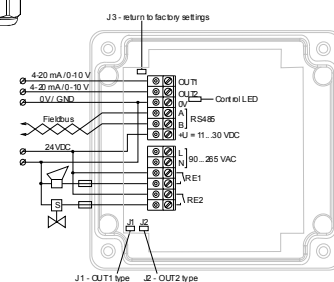 J3 - return to factory settings
4-20 mA/0-10 V
OUT1
4-20 mA/0-10 V
OUT2
0V/ GND
0V
Control LED
Fieldbus
A
B
RS485
+U = 11...30 VDC
24VDC
L
N
90...265 VAC
RE1
S
RE2
J1 J2
J1 - OUT1 type
J2 - OUT2 type